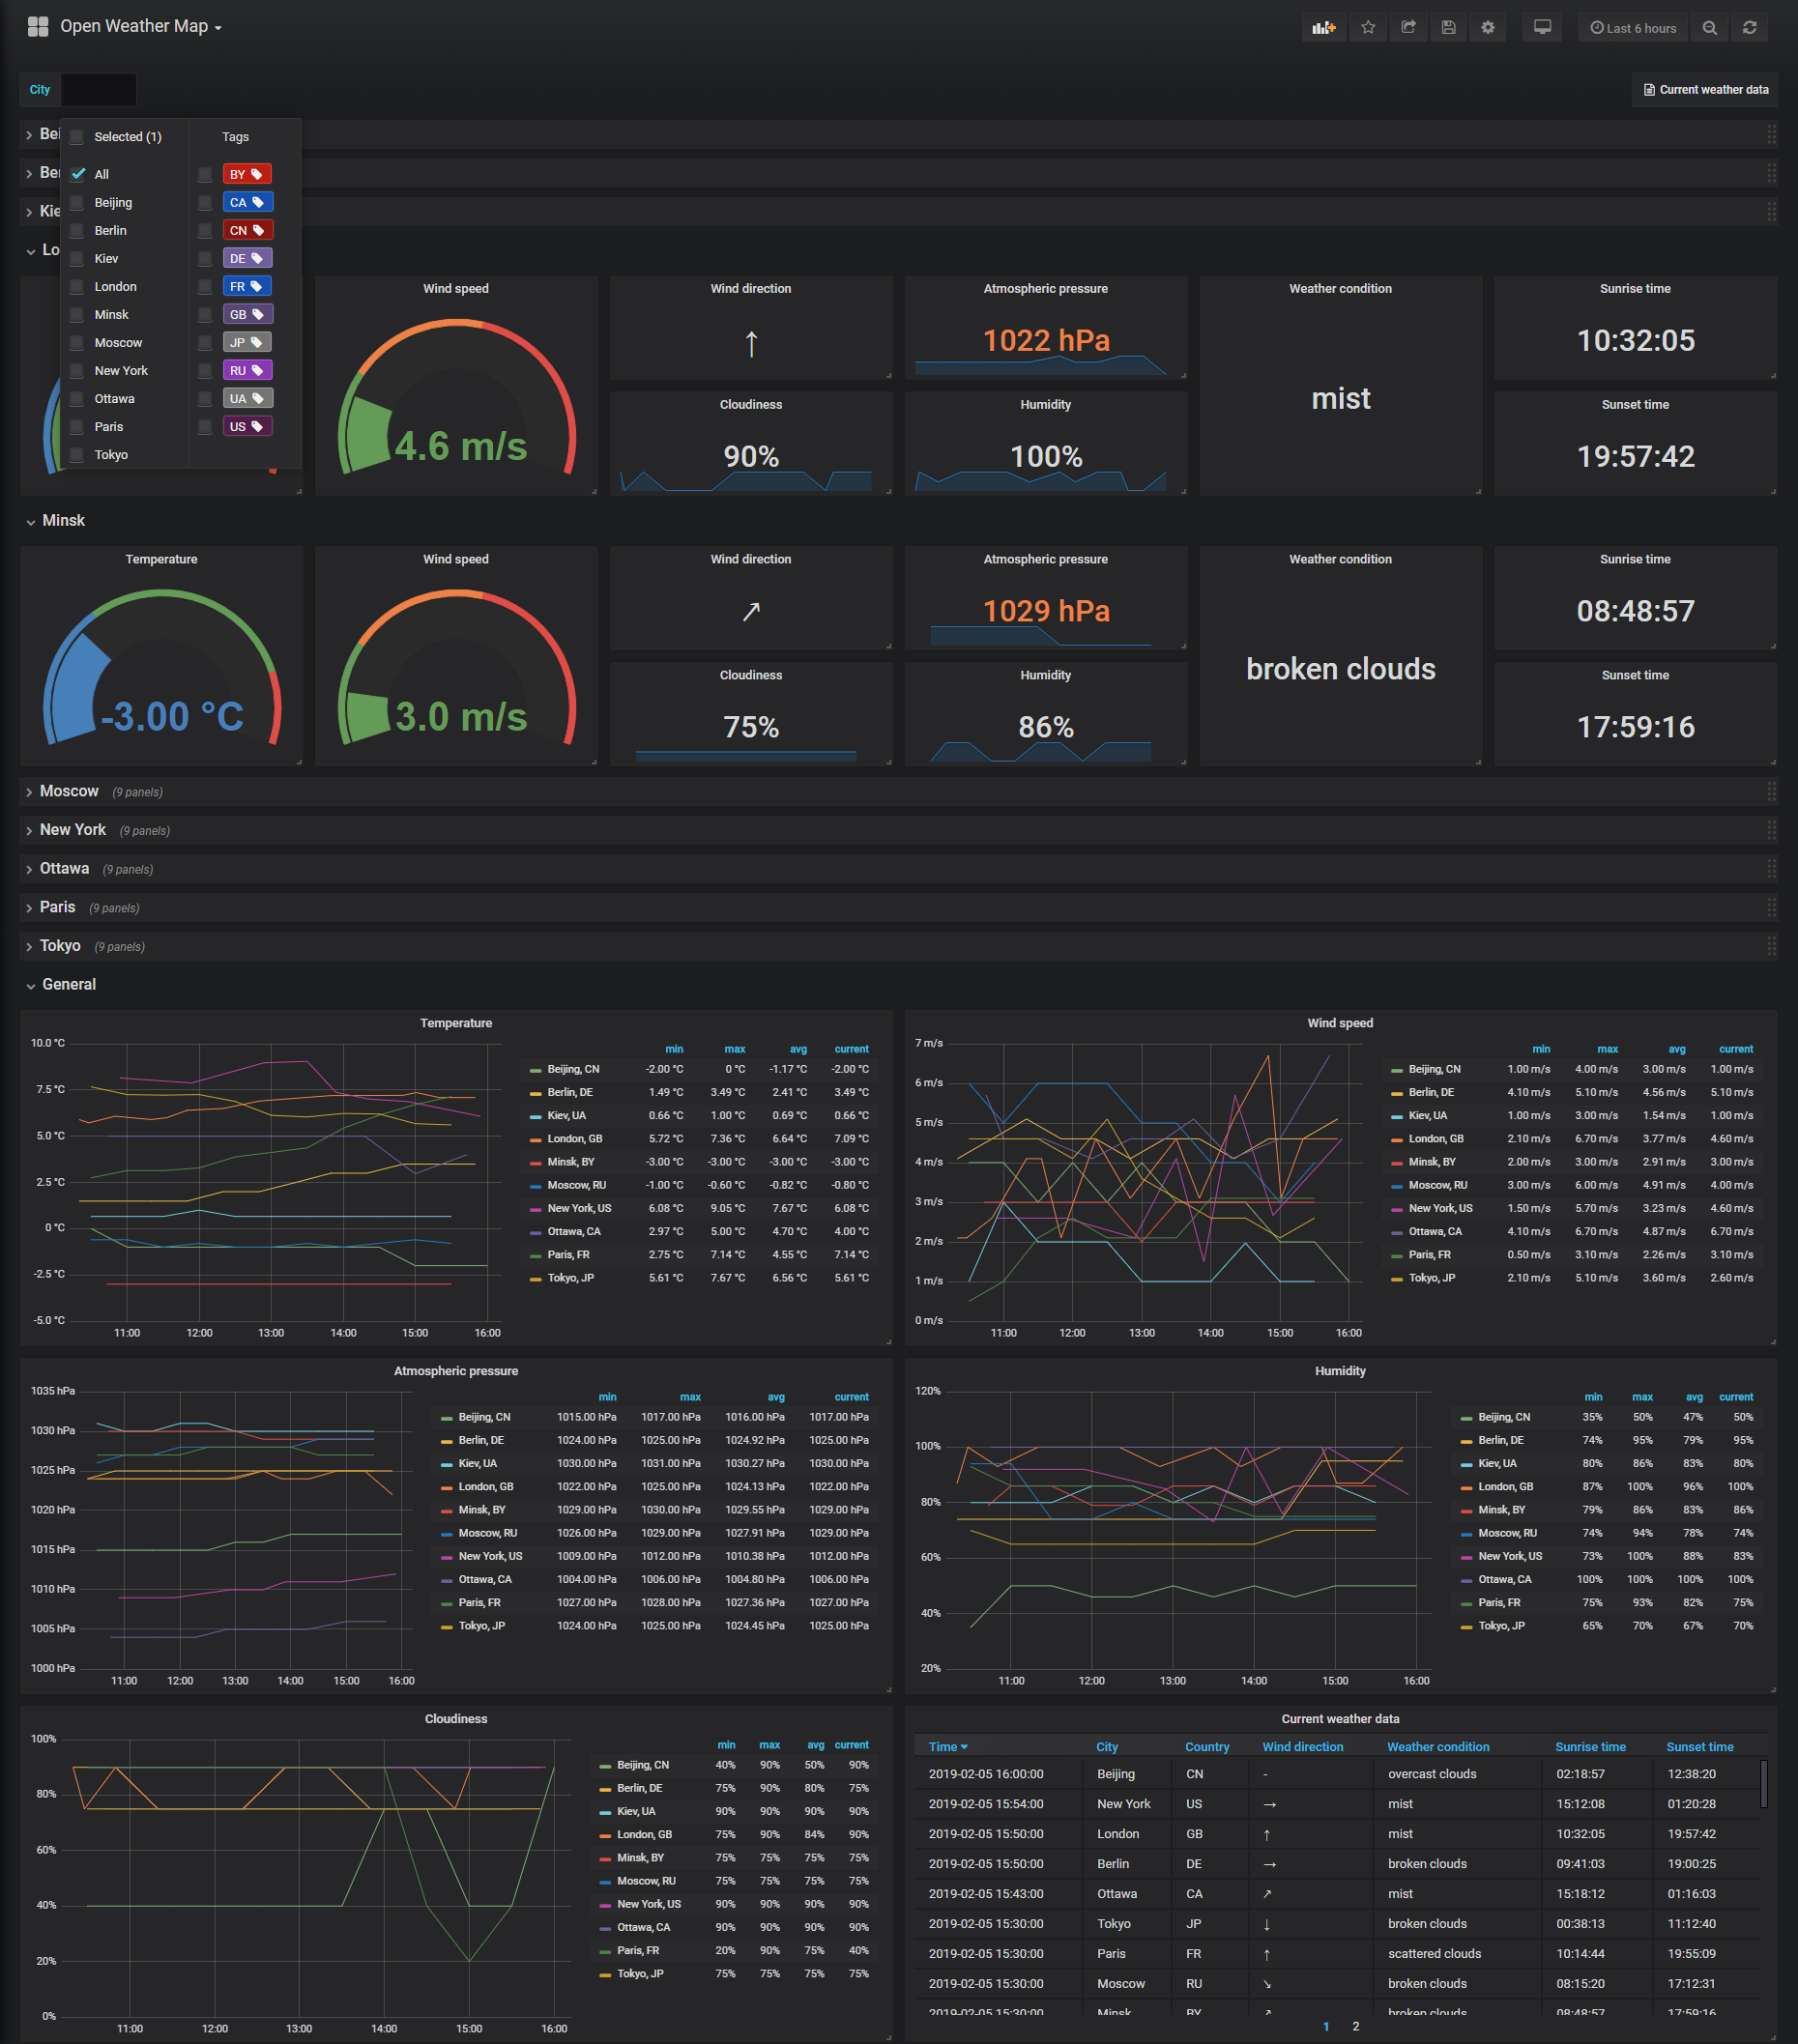 Open Weather Map
Last 6 hours
City
Current weather data
Selected (1) Tags
All BY
Beijing CA
Berlin CN
Kiev DE
London FR
Minsk GB
Moscow JP
New York RU
Ottawa UA
Paris US
Tokyo
Bei
Ber
Kie
Lo
Wind speed Wind direction Atmospheric pressure Weather condition Sunrise time
4.6 m/s ↑ 1022 hPa mist 10:32:05
Cloudiness Humidity Sunset time
90% 100% 19:57:42
Minsk
Temperature Wind speed Wind direction Atmospheric pressure Weather condition Sunrise time
-3.00 °C 3.0 m/s ↗ 1029 hPa broken clouds 08:48:57
Cloudiness Humidity Sunset time
75% 86% 17:59:16
Moscow (9 panels)
New York (9 panels)
Ottawa (9 panels)
Paris (9 panels)
Tokyo (9 panels)
General
Temperature
10.0 °C
7.5 °C
5.0 °C
2.5 °C
0 °C
-2.5 °C
-5.0 °C
11:00 12:00 13:00 14:00 15:00 16:00
min max avg current
Beijing, CN -2.00 °C 0 °C -1.17 °C -2.00 °C
Berlin, DE 1.49 °C 3.49 °C 2.41 °C 3.49 °C
Kiev, UA 0.66 °C 1.00 °C 0.69 °C 0.66 °C
London, GB 5.72 °C 7.36 °C 6.64 °C 7.09 °C
Minsk, BY -3.00 °C -3.00 °C -3.00 °C -3.00 °C
Moscow, RU -1.00 °C -0.60 °C -0.82 °C -0.80 °C
New York, US 6.08 °C 9.05 °C 7.67 °C 6.08 °C
Ottawa, CA 2.97 °C 5.00 °C 4.70 °C 4.00 °C
Paris, FR 2.75 °C 7.14 °C 4.55 °C 7.14 °C
Tokyo, JP 5.61 °C 7.67 °C 6.56 °C 5.61 °C
Wind speed
7 m/s
6 m/s
5 m/s
4 m/s
3 m/s
2 m/s
1 m/s
0 m/s
11:00 12:00 13:00 14:00 15:00 16:00
min max avg current
Beijing, CN 1.00 m/s 4.00 m/s 3.00 m/s 1.00 m/s
Berlin, DE 4.10 m/s 5.10 m/s 4.56 m/s 5.10 m/s
Kiev, UA 1.00 m/s 3.00 m/s 1.54 m/s 1.00 m/s
London, GB 2.10 m/s 6.70 m/s 3.77 m/s 4.60 m/s
Minsk, BY 2.00 m/s 3.00 m/s 2.91 m/s 3.00 m/s
Moscow, RU 3.00 m/s 6.00 m/s 4.91 m/s 4.00 m/s
New York, US 1.50 m/s 5.70 m/s 3.23 m/s 4.60 m/s
Ottawa, CA 4.10 m/s 6.70 m/s 4.87 m/s 6.70 m/s
Paris, FR 0.50 m/s 3.10 m/s 2.26 m/s 3.10 m/s
Tokyo, JP 2.10 m/s 5.10 m/s 3.60 m/s 2.60 m/s
Atmospheric pressure
1035 hPa
1030 hPa
1025 hPa
1020 hPa
1015 hPa
1010 hPa
1005 hPa
1000 hPa
11:00 12:00 13:00 14:00 15:00 16:00
min max avg current
Beijing, CN 1015.00 hPa 1017.00 hPa 1016.00 hPa 1017.00 hPa
Berlin, DE 1024.00 hPa 1025.00 hPa 1024.92 hPa 1025.00 hPa
Kiev, UA 1030.00 hPa 1031.00 hPa 1030.27 hPa 1030.00 hPa
London, GB 1022.00 hPa 1025.00 hPa 1024.13 hPa 1022.00 hPa
Minsk, BY 1029.00 hPa 1030.00 hPa 1029.55 hPa 1029.00 hPa
Moscow, RU 1026.00 hPa 1029.00 hPa 1027.91 hPa 1029.00 hPa
New York, US 1009.00 hPa 1012.00 hPa 1010.38 hPa 1012.00 hPa
Ottawa, CA 1004.00 hPa 1006.00 hPa 1004.80 hPa 1006.00 hPa
Paris, FR 1027.00 hPa 1028.00 hPa 1027.36 hPa 1027.00 hPa
Tokyo, JP 1024.00 hPa 1025.00 hPa 1024.45 hPa 1025.00 hPa
Humidity
120%
100%
80%
60%
40%
20%
11:00 12:00 13:00 14:00 15:00 16:00
min max avg current
Beijing, CN 35% 50% 47% 50%
Berlin, DE 74% 95% 79% 95%
Kiev, UA 80% 86% 83% 80%
London, GB 87% 100% 96% 100%
Minsk, BY 79% 86% 83% 86%
Moscow, RU 74% 94% 78% 74%
New York, US 73% 100% 88% 83%
Ottawa, CA 100% 100% 100% 100%
Paris, FR 75% 93% 82% 75%
Tokyo, JP 65% 70% 67% 70%
Cloudiness
100%
80%
60%
40%
20%
0%
11:00 12:00 13:00 14:00 15:00 16:00
min max avg current
Beijing, CN 40% 90% 50% 90%
Berlin, DE 75% 90% 80% 75%
Kiev, UA 90% 90% 90% 90%
London, GB 75% 90% 84% 90%
Minsk, BY 75% 75% 75% 75%
Moscow, RU 75% 75% 75% 75%
New York, US 90% 90% 90% 90%
Ottawa, CA 90% 90% 90% 90%
Paris, FR 20% 90% 75% 40%
Tokyo, JP 75% 75% 75% 75%
Current weather data
Time City Country Wind direction Weather condition Sunrise time Sunset time
2019-02-05 16:00:00 Beijing CN - overcast clouds 02:18:57 12:38:20
2019-02-05 15:54:00 New York US → mist 15:12:08 01:20:28
2019-02-05 15:50:00 London GB ↑ mist 10:32:05 19:57:42
2019-02-05 15:50:00 Berlin DE → broken clouds 09:41:03 19:00:25
2019-02-05 15:43:00 Ottawa CA ↗ mist 15:18:12 01:16:03
2019-02-05 15:30:00 Tokyo JP ↓ broken clouds 00:38:13 11:12:40
2019-02-05 15:30:00 Paris FR ↑ scattered clouds 10:14:44 19:55:09
2019-02-05 15:30:00 Moscow RU ↘ broken clouds 08:15:20 17:12:31
2019-02-05 15:30:00 Minsk BY ↗ broken clouds 08:48:57 17:59:16
1 2